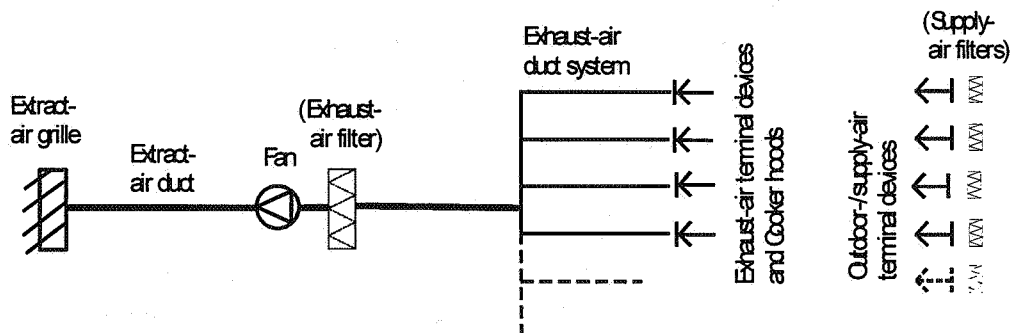 Extract-
air grille
Extract-
air duct
Fan
(Exhaust-
air filter)
Exhaust-air
duct system
Exhaust-air terminal devices
and Cooker hoods
Outdoor-/supply-air
terminal devices
(Supply-
air filters)